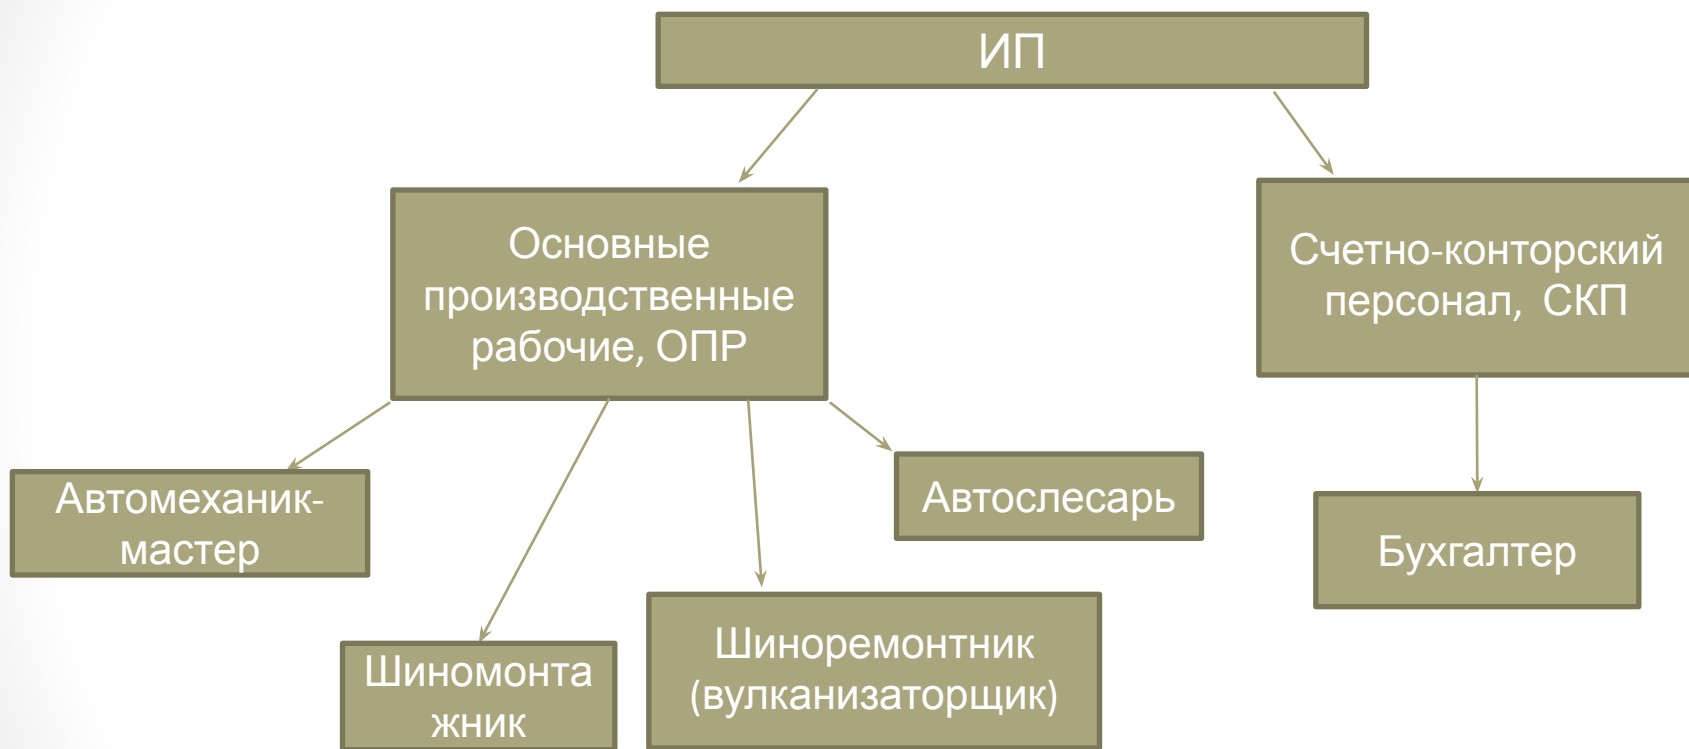 ИП
Основные
производственные
рабочие, ОПР
Счетно-конторский
персонал, СКП
Автомеханик-
мастер
Автослесарь
Бухгалтер
Шиномонта
жник
Шиноремонтник
(вулканизаторщик)